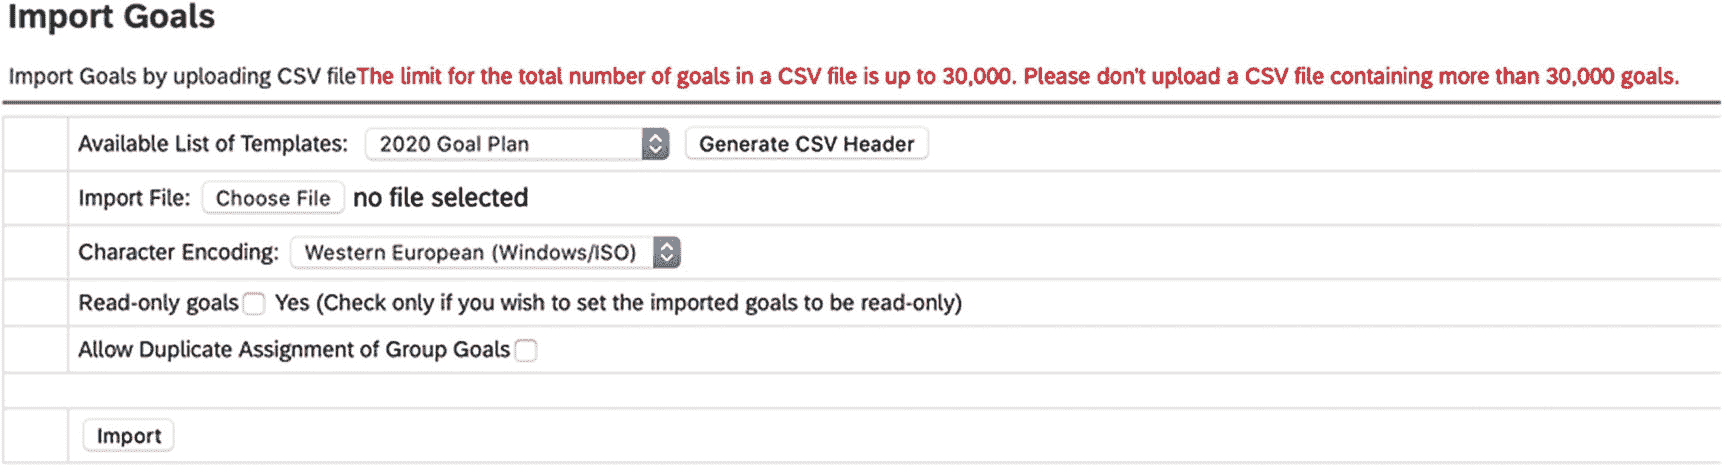 Import Goals
Import Goals by uploading CSV fileThe limit for the total number of goals in a CSV file is up to 30,000. Please don't upload a CSV file containing more than 30,000 goals.
Available List of Templates: 2020 Goal Plan Generate CSV Header
Import File: Choose File no file selected
Character Encoding: Western European (Windows/ISO)
Read-only goals Yes (Check only if you wish to set the imported goals to be read-only)
Allow Duplicate Assignment of Group Goals
Import